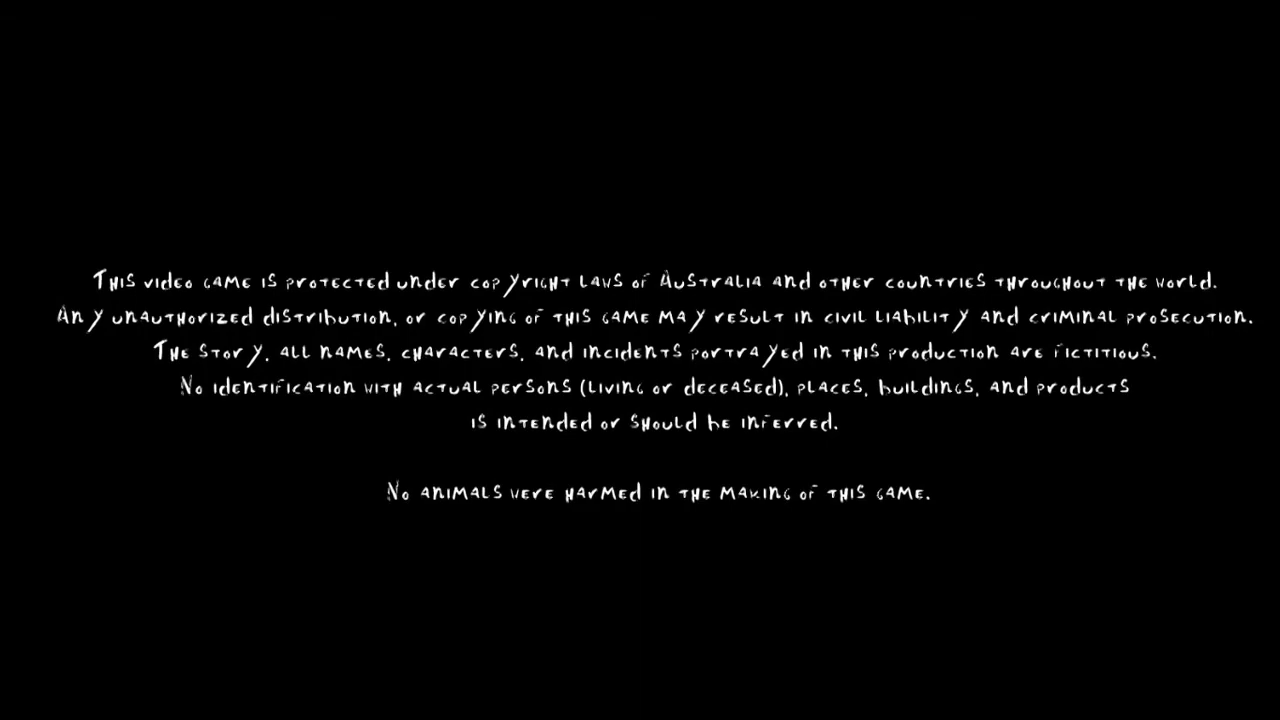 This video game is protected under copyright laws of Australia and other countries throughout the world.
Any unauthorized distribution, or copying of this game may result in civil liability and criminal prosecution.
The story, all names, characters, and incidents portrayed in this production are fictitious.
No identification with actual persons (living or deceased), places, buildings, and products
is intended or should be inferred.
No animals were harmed in the making of this game.